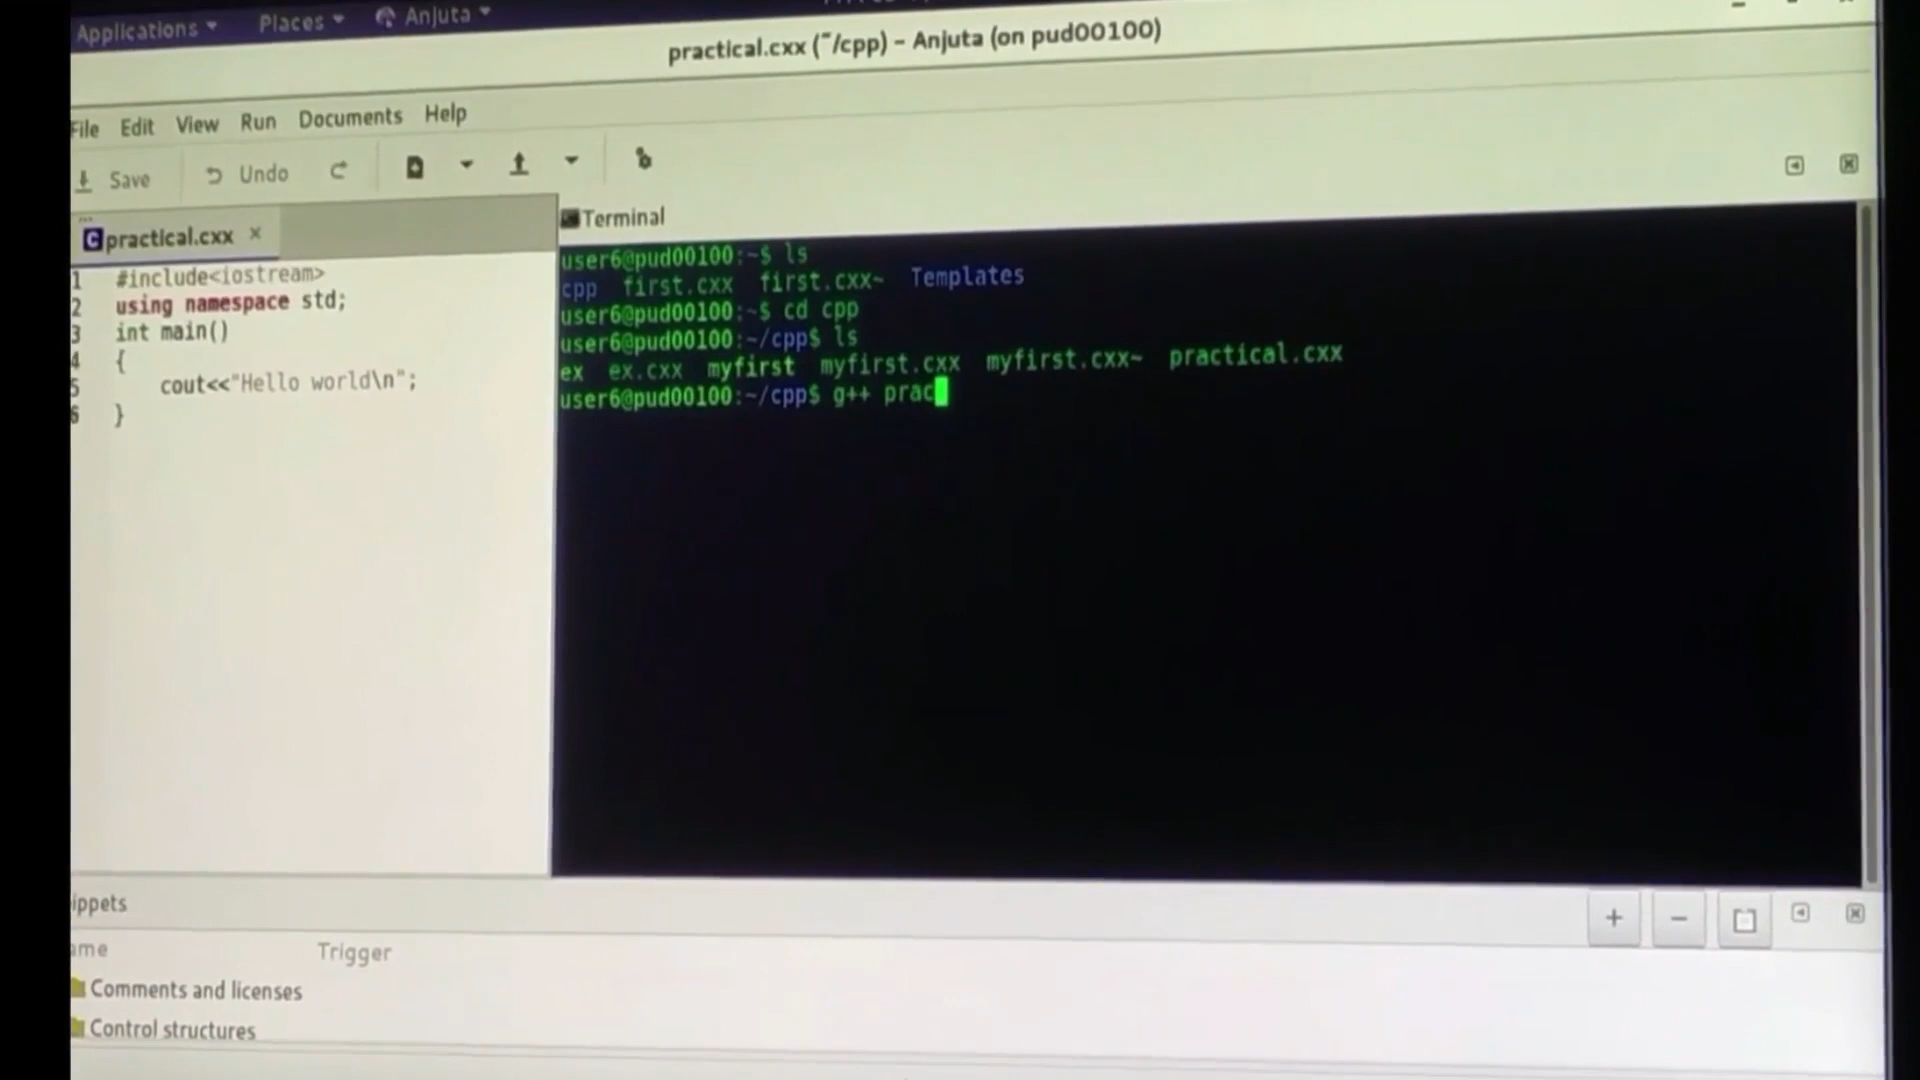 Applications Places Anjuta
practical.cxx (~/cpp) - Anjuta (on pud00100)
File Edit View Run Documents Help
Save Undo
practical.cxx ×
Terminal
1 #include<iostream>
2 using namespace std;
3 int main()
4 {
5 cout<<"Hello world\n";
6 }
user6@pud00100:~$ ls
cpp first.cxx first.cxx~ Templates
user6@pud00100:~$ cd cpp
user6@pud00100:~/cpp$ ls
ex ex.cxx myfirst myfirst.cxx myfirst.cxx~ practical.cxx
user6@pud00100:~/cpp$ g++ prac
ippets
ame Trigger
Comments and licenses
Control structures